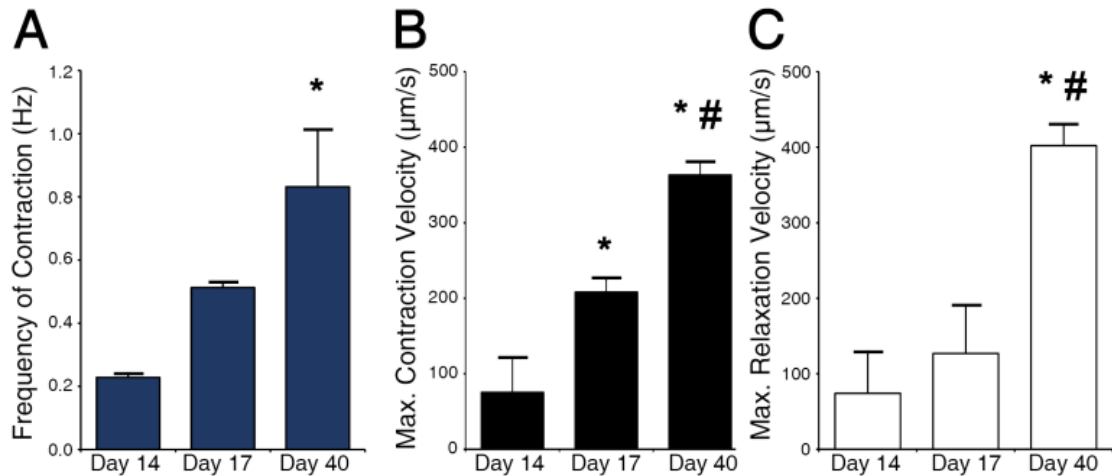 A
Frequency of Contraction (Hz)
1.2
1.0
0.8
0.6
0.4
0.2
0.0
*
Day 14 Day 17 Day 40
B
Max. Contraction Velocity (µm/s)
500
400
300
200
100
0
*
* #
Day 14 Day 17 Day 40
C
Max. Relaxation Velocity (µm/s)
500
400
300
200
100
0
* #
Day 14 Day 17 Day 40